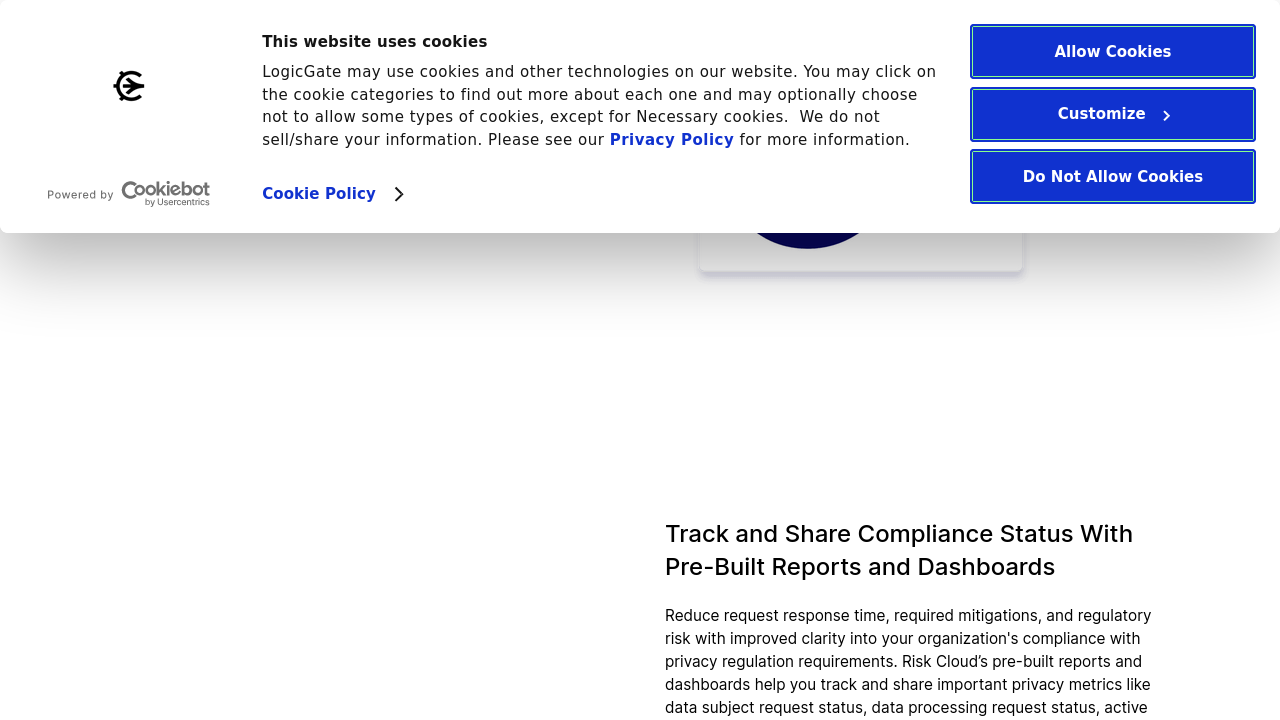 This website uses cookies
LogicGate may use cookies and other technologies on our website. You may click on
the cookie categories to find out more about each one and may optionally choose
not to allow some types of cookies, except for Necessary cookies.  We do not
sell/share your information. Please see our Privacy Policy for more information.
Cookie Policy
Powered by Cookiebot
by Usercentrics
Allow Cookies
Customize
Do Not Allow Cookies
Track and Share Compliance Status With
Pre-Built Reports and Dashboards
Reduce request response time, required mitigations, and regulatory
risk with improved clarity into your organization's compliance with
privacy regulation requirements. Risk Cloud’s pre-built reports and
dashboards help you track and share important privacy metrics like
data subject request status, data processing request status, active